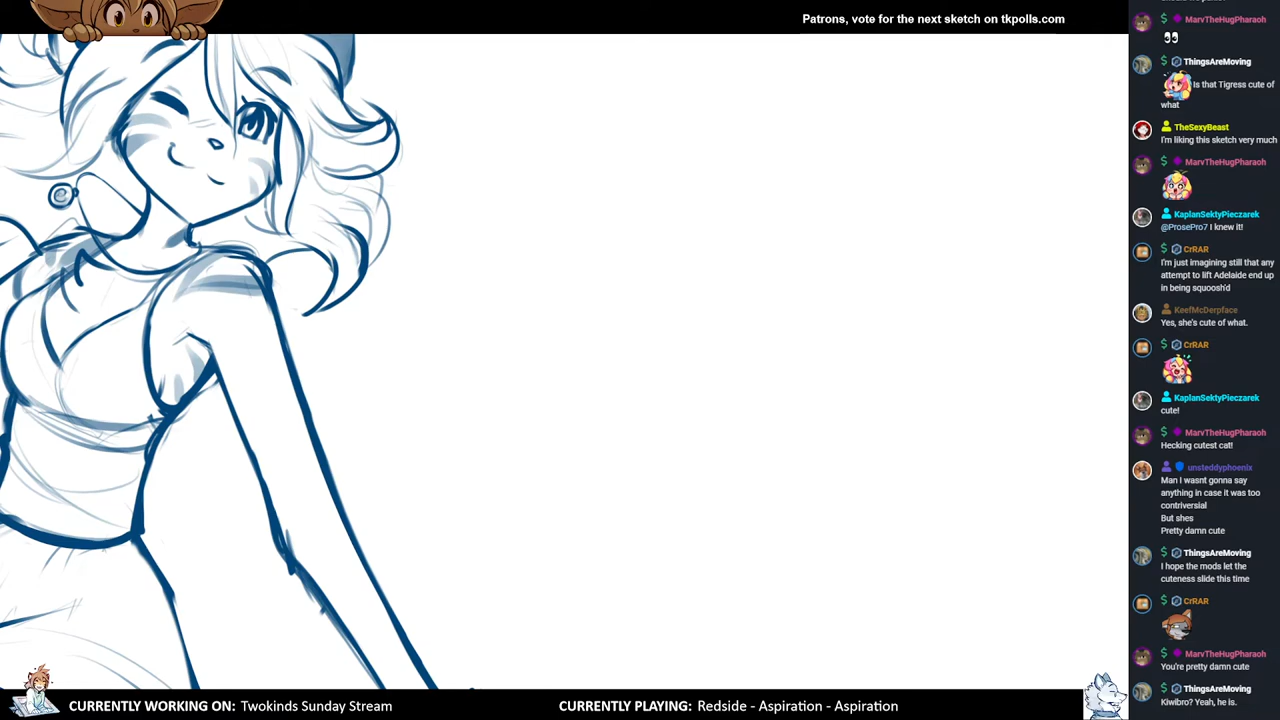 Patrons, vote for the next sketch on tkpolls.com
MarvTheHugPharaoh
ThingsAreMoving
Is that Tigress cute of
what
TheSexyBeast
I'm liking this sketch very much
MarvTheHugPharaoh
KaplanSektyPieczarek
@ProsePro7 I knew it!
CrRAR
I'm just imagining still that any
attempt to lift Adelaide end up
in being squoosh'd
KeefMcDerpface
Yes, she's cute of what.
CrRAR
KaplanSektyPieczarek
cute!
MarvTheHugPharaoh
Hecking cutest cat!
unsteddyphoenix
Man I wasnt gonna say
anything in case it was too
contriversial
But shes
Pretty damn cute
ThingsAreMoving
I hope the mods let the
cuteness slide this time
CrRAR
MarvTheHugPharaoh
You're pretty damn cute
ThingsAreMoving
Kiwibro? Yeah, he is.
CURRENTLY WORKING ON: Twokinds Sunday Stream
CURRENTLY PLAYING: Redside - Aspiration - Aspiration